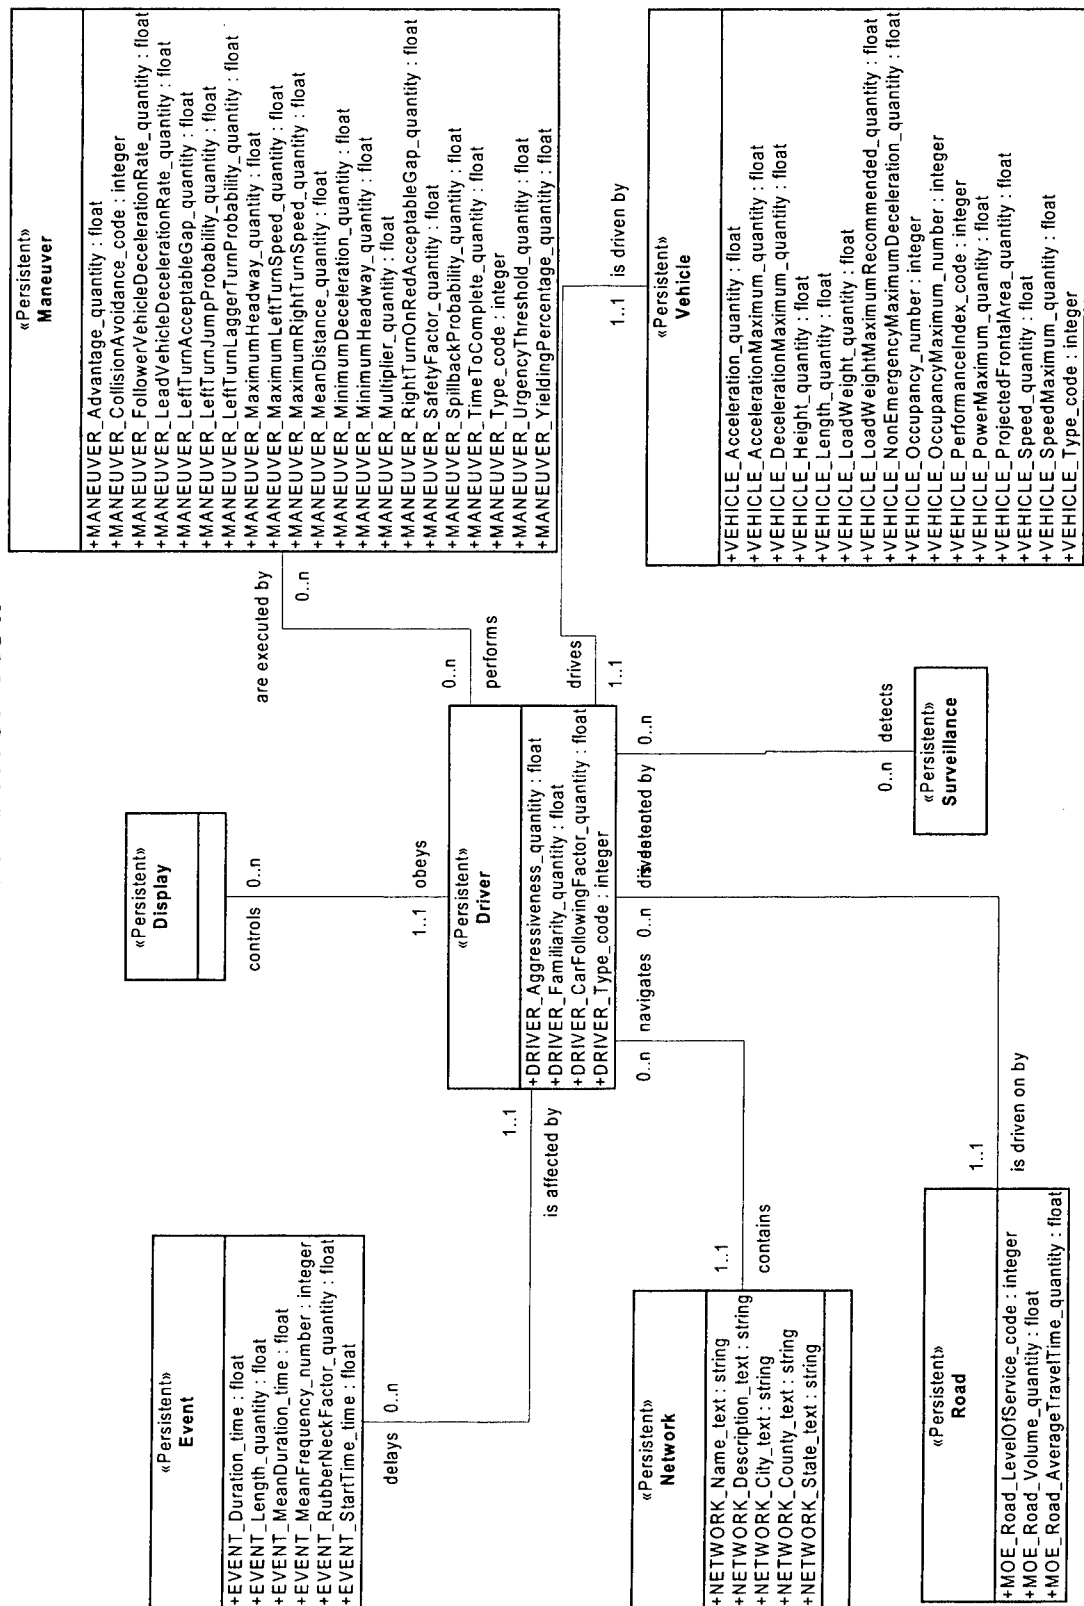 «Persistent»
Event
+EVENT_Duration_time : float
+EVENT_Length_quantity : float
+EVENT_MeanDuration_time : float
+EVENT_MeanFrequency_number : integer
+EVENT_RubberNeckFactor_quantity : float
+EVENT_StartTime_time : float
delays 0..n
is affected by
1..1
«Persistent»
Display
controls 0..n
1..1 obeys
«Persistent»
Maneuver
+MANEUVER_Advantage_quantity : float
+MANEUVER_CollisionAvoidance_code : integer
+MANEUVER_FollowerVehicleDecelerationRate_quantity : float
+MANEUVER_LeadVehicleDecelerationRate_quantity : float
+MANEUVER_LeftTurnAcceptableGap_quantity : float
+MANEUVER_LeftTurnJumpProbability_quantity : float
+MANEUVER_LeftTurnLaggerTurnProbability_quantity : float
+MANEUVER_MaximumHeadway_quantity : float
+MANEUVER_MaximumLeftTurnSpeed_quantity : float
+MANEUVER_MaximumRightTurnSpeed_quantity : float
+MANEUVER_MeanDistance_quantity : float
+MANEUVER_MinimumDeceleration_quantity : float
+MANEUVER_MinimumHeadway_quantity : float
+MANEUVER_Multiplier_quantity : float
+MANEUVER_RightTurnOnRedAcceptableGap_quantity : float
+MANEUVER_SafetyFactor_quantity : float
+MANEUVER_SpillbackProbability_quantity : float
+MANEUVER_TimeToComplete_quantity : float
+MANEUVER_Type_code : integer
+MANEUVER_UrgencyThreshold_quantity : float
+MANEUVER_YieldingPercentage_quantity : float
are executed by
0..n
0..n
performs
«Persistent»
Driver
+DRIVER_Aggressiveness_quantity : float
+DRIVER_Familiarity_quantity : float
+DRIVER_CarFollowingFactor_quantity : float
+DRIVER_Type_code : integer
drives
1..1
1..1 is driven by
0..n navigates
0..n
0..n
«Persistent»
Network
+NETWORK_Name_text : string
+NETWORK_Description_text : string
+NETWORK_City_text : string
+NETWORK_County_text : string
+NETWORK_State_text : string
1..1
contains
«Persistent»
Vehicle
+VEHICLE_Acceleration_quantity : float
+VEHICLE_AccelerationMaximum_quantity : float
+VEHICLE_DecelerationMaximum_quantity : float
+VEHICLE_Height_quantity : float
+VEHICLE_Length_quantity : float
+VEHICLE_LoadWeight_quantity : float
+VEHICLE_LoadWeightMaximumRecommended_quantity : float
+VEHICLE_NonEmergencyMaximumDeceleration_quantity : float
+VEHICLE_Occupancy_number : integer
+VEHICLE_OccupancyMaximum_number : integer
+VEHICLE_PerformanceIndex_code : integer
+VEHICLE_PowerMaximum_quantity : float
+VEHICLE_ProjectedFrontalArea_quantity : float
+VEHICLE_Speed_quantity : float
+VEHICLE_SpeedMaximum_quantity : float
+VEHICLE_Type_code : integer
0..n detects
«Persistent»
Surveillance
«Persistent»
Road
+MOE_Road_LevelOfService_code : integer
+MOE_Road_Volume_quantity : float
+MOE_Road_AverageTravelTime_quantity : float
1..1
is driven on by